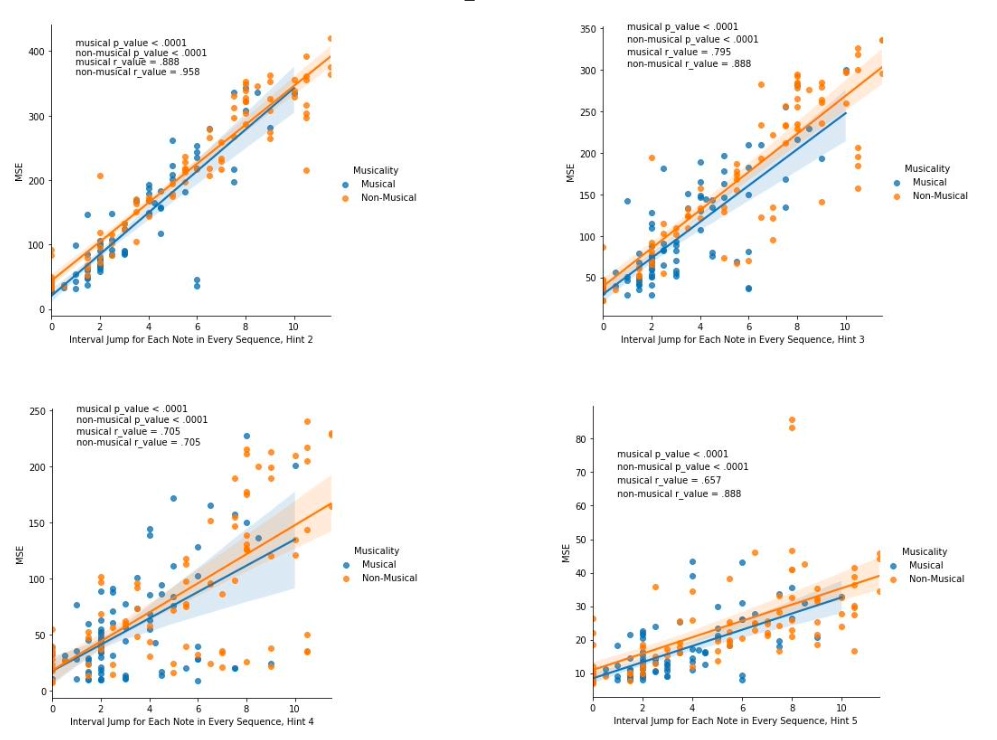 musical p_value < .0001
non-musical p_value < .0001
musical r_value = .888
non-musical r_value = .958
400
300
200
100
0
MSE
0 2 4 6 8 10
Interval Jump for Each Note in Every Sequence, Hint 2
Musicality
Musical
Non-Musical
musical p_value < .0001
non-musical p_value < .0001
musical r_value = .795
non-musical r_value = .888
350
300
250
200
150
100
50
MSE
0 2 4 6 8 10
Interval Jump for Each Note in Every Sequence, Hint 3
Musicality
Musical
Non-Musical
musical p_value < .0001
non-musical p_value < .0001
musical r_value = .705
non-musical r_value = .705
250
200
150
100
50
0
MSE
0 2 4 6 8 10
Interval Jump for Each Note in Every Sequence, Hint 4
Musicality
Musical
Non-Musical
musical p_value < .0001
non-musical p_value < .0001
musical r_value = .657
non-musical r_value = .888
80
70
60
50
40
30
20
10
MSE
0 2 4 6 8 10
Interval Jump for Each Note in Every Sequence, Hint 5
Musicality
Musical
Non-Musical